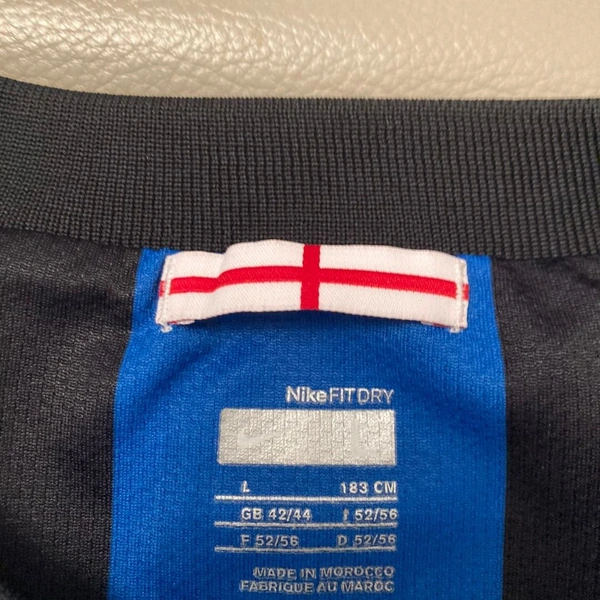 NikeFITDRY
L 183 CM
GB 42/44 I 52/56
F 52/56 D 52/56
MADE IN MOROCCO
FABRIQUE AU MAROC